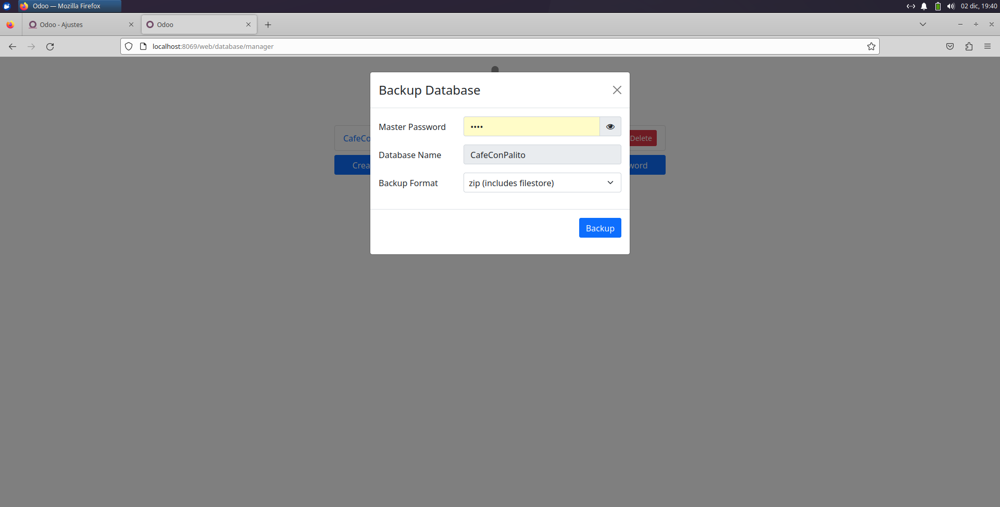 Odoo — Mozilla Firefox
02 dic, 19:40
Odoo - Ajustes
Odoo
localhost:8069/web/database/manager
Backup Database
Master Password
••••
Database Name
CafeConPalito
Backup Format
zip (includes filestore)
Backup
CafeCo
Delete
Crea
word